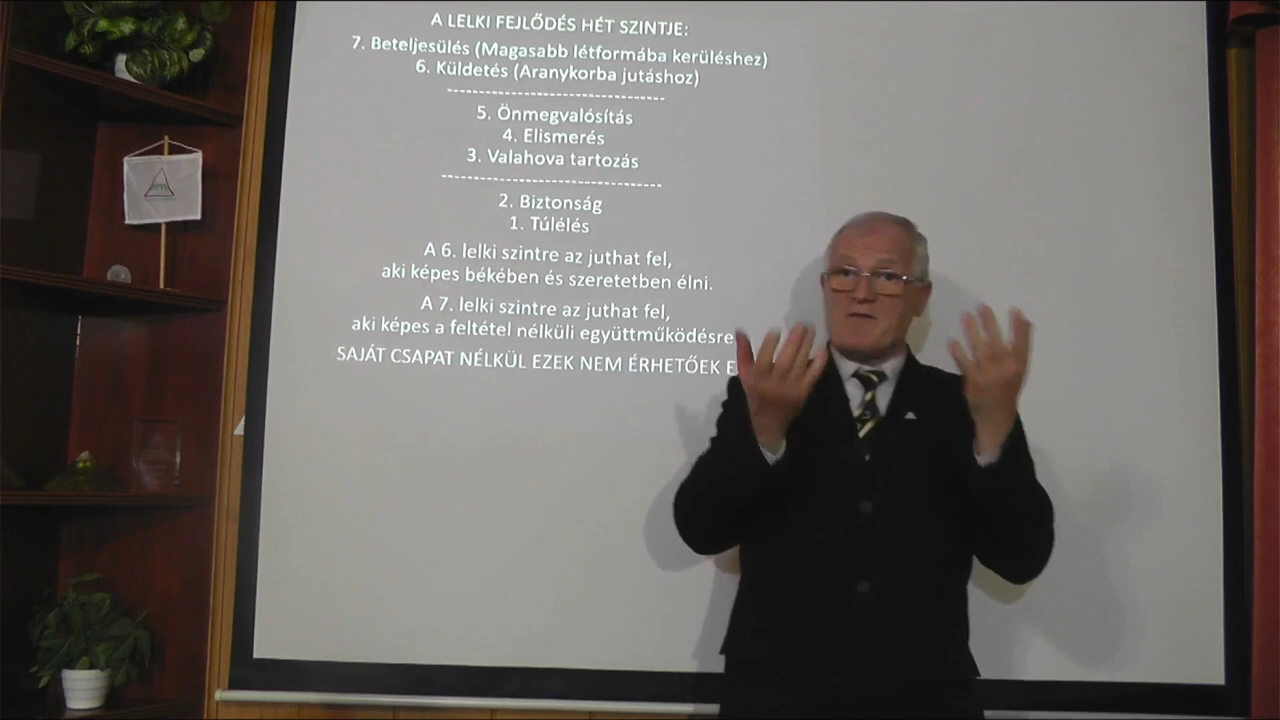 A LELKI FEJLŐDÉS HÉT SZINTJE:
7. Beteljesülés (Magasabb létformába kerüléshez)
6. Küldetés (Aranykorba jutáshoz)
----------------------------------
5. Önmegvalósítás
4. Elismerés
3. Valahova tartozás
----------------------------------
2. Biztonság
1. Túlélés
A 6. lelki szintre az juthat fel,
aki képes békében és szeretetben élni.
A 7. lelki szintre az juthat fel,
aki képes a feltétel nélküli együttműködésre
SAJÁT CSAPAT NÉLKÜL EZEK NEM ÉRHETŐEK